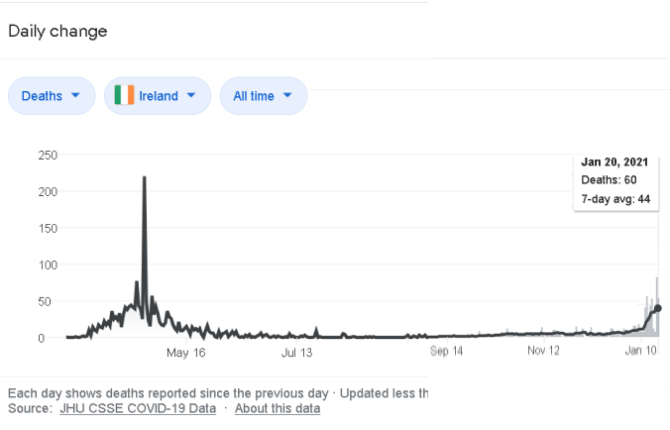 Daily change
Deaths Ireland All time
250
200
150
100
50
0
Jan 20, 2021
Deaths: 60
7-day avg: 44
May 16 Jul 13 Sep 14 Nov 12 Jan 10
Each day shows deaths reported since the previous day · Updated less th
Source: JHU CSSE COVID-19 Data · About this data